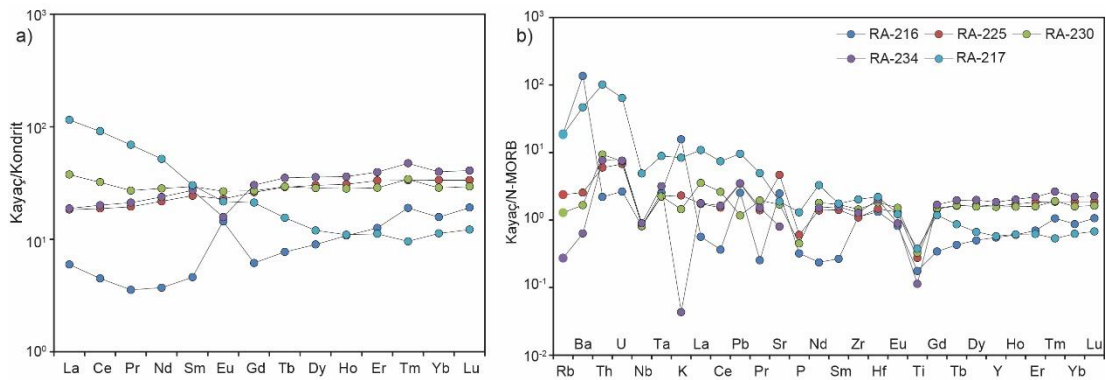 a)
10³
10²
10¹
10⁰
Kayaç/Kondrit
La Ce Pr Nd Sm Eu Gd Tb Dy Ho Er Tm Yb Lu
b)
RA-216 RA-225 RA-230
RA-234 RA-217
10³
10²
10¹
10⁰
10⁻¹
10⁻²
Kayaç/N-MORB
Ba U Ta La Pb Sr Nd Zr Eu Gd Dy Ho Tm Lu
Rb Th Nb K Ce Pr P Sm Hf Ti Tb Y Er Yb